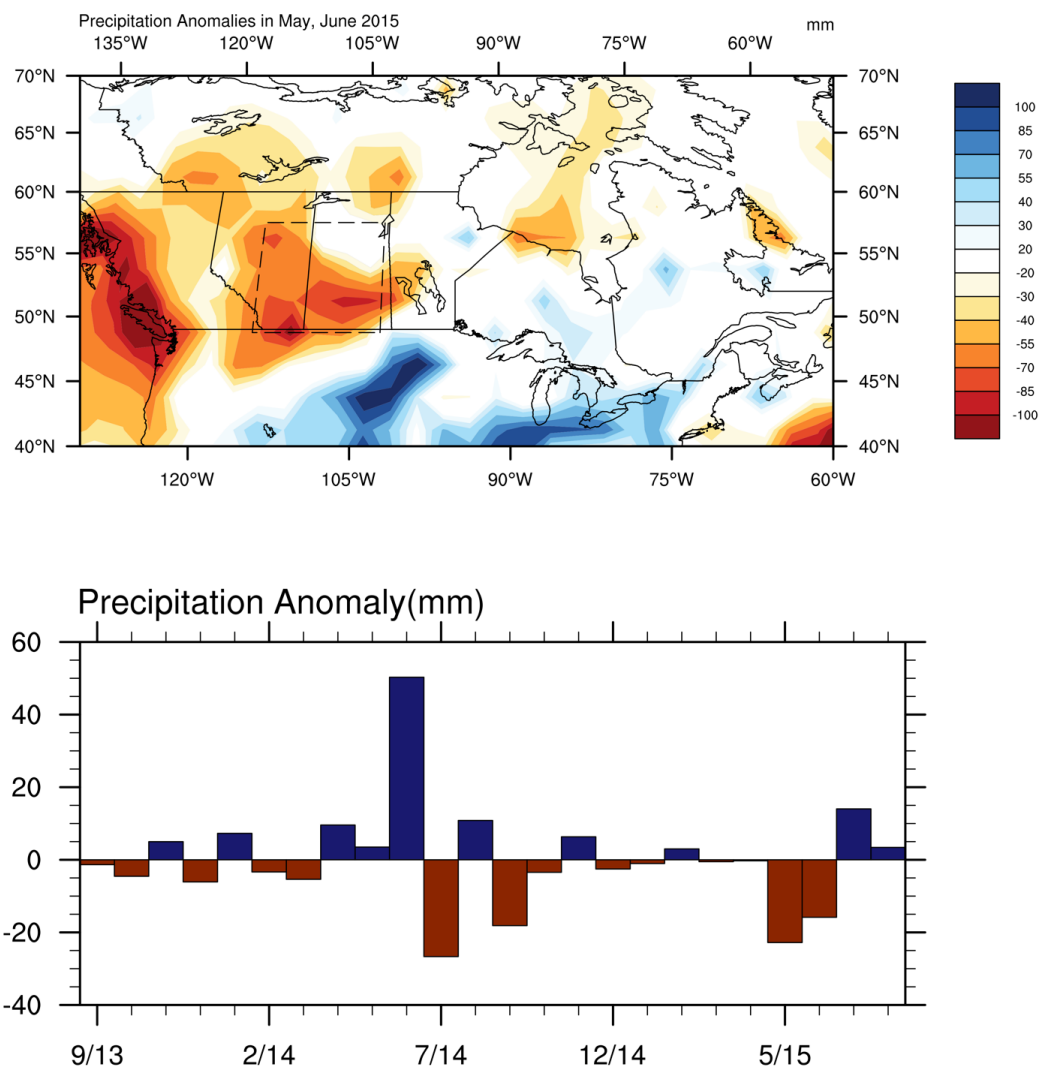 Precipitation Anomalies in May, June 2015
mm
135°W 120°W 105°W 90°W 75°W 60°W
70°N 70°N
65°N 65°N
60°N 60°N
55°N 55°N
50°N 50°N
45°N 45°N
40°N 40°N
120°W 105°W 90°W 75°W 60°W
100
85
70
55
40
30
20
-20
-30
-40
-55
-70
-85
-100
Precipitation Anomaly(mm)
60
40
20
0
-20
-40
9/13 2/14 7/14 12/14 5/15